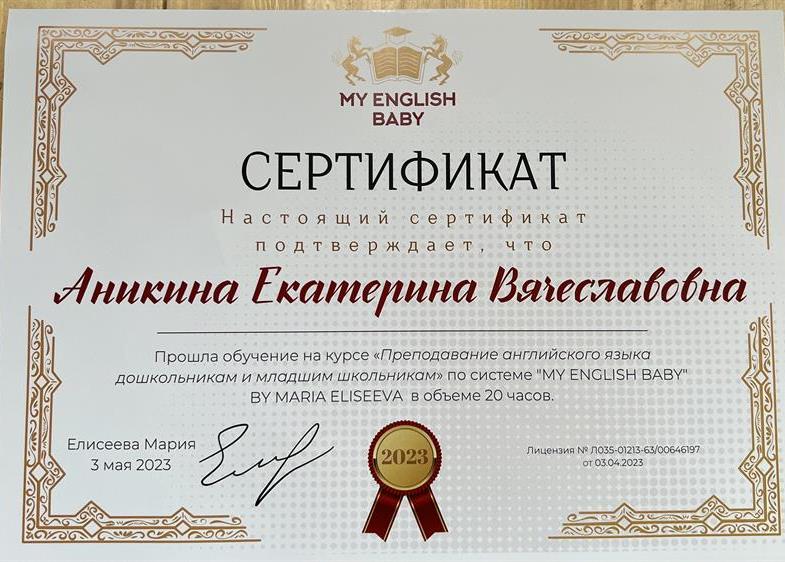 MY ENGLISH
BABY
СЕРТИФИКАТ
Настоящий сертификат
подтверждает, что
Аникина Екатерина Вячеславовна
Прошла обучение на курсе «Преподавание английского языка
дошкольникам и младшим школьникам» по системе "MY ENGLISH BABY"
BY MARIA ELISEEVA в объеме 20 часов.
Елисеева Мария
3 мая 2023
2023
Лицензия № Л035-01213-63/00646197
от 03.04.2023